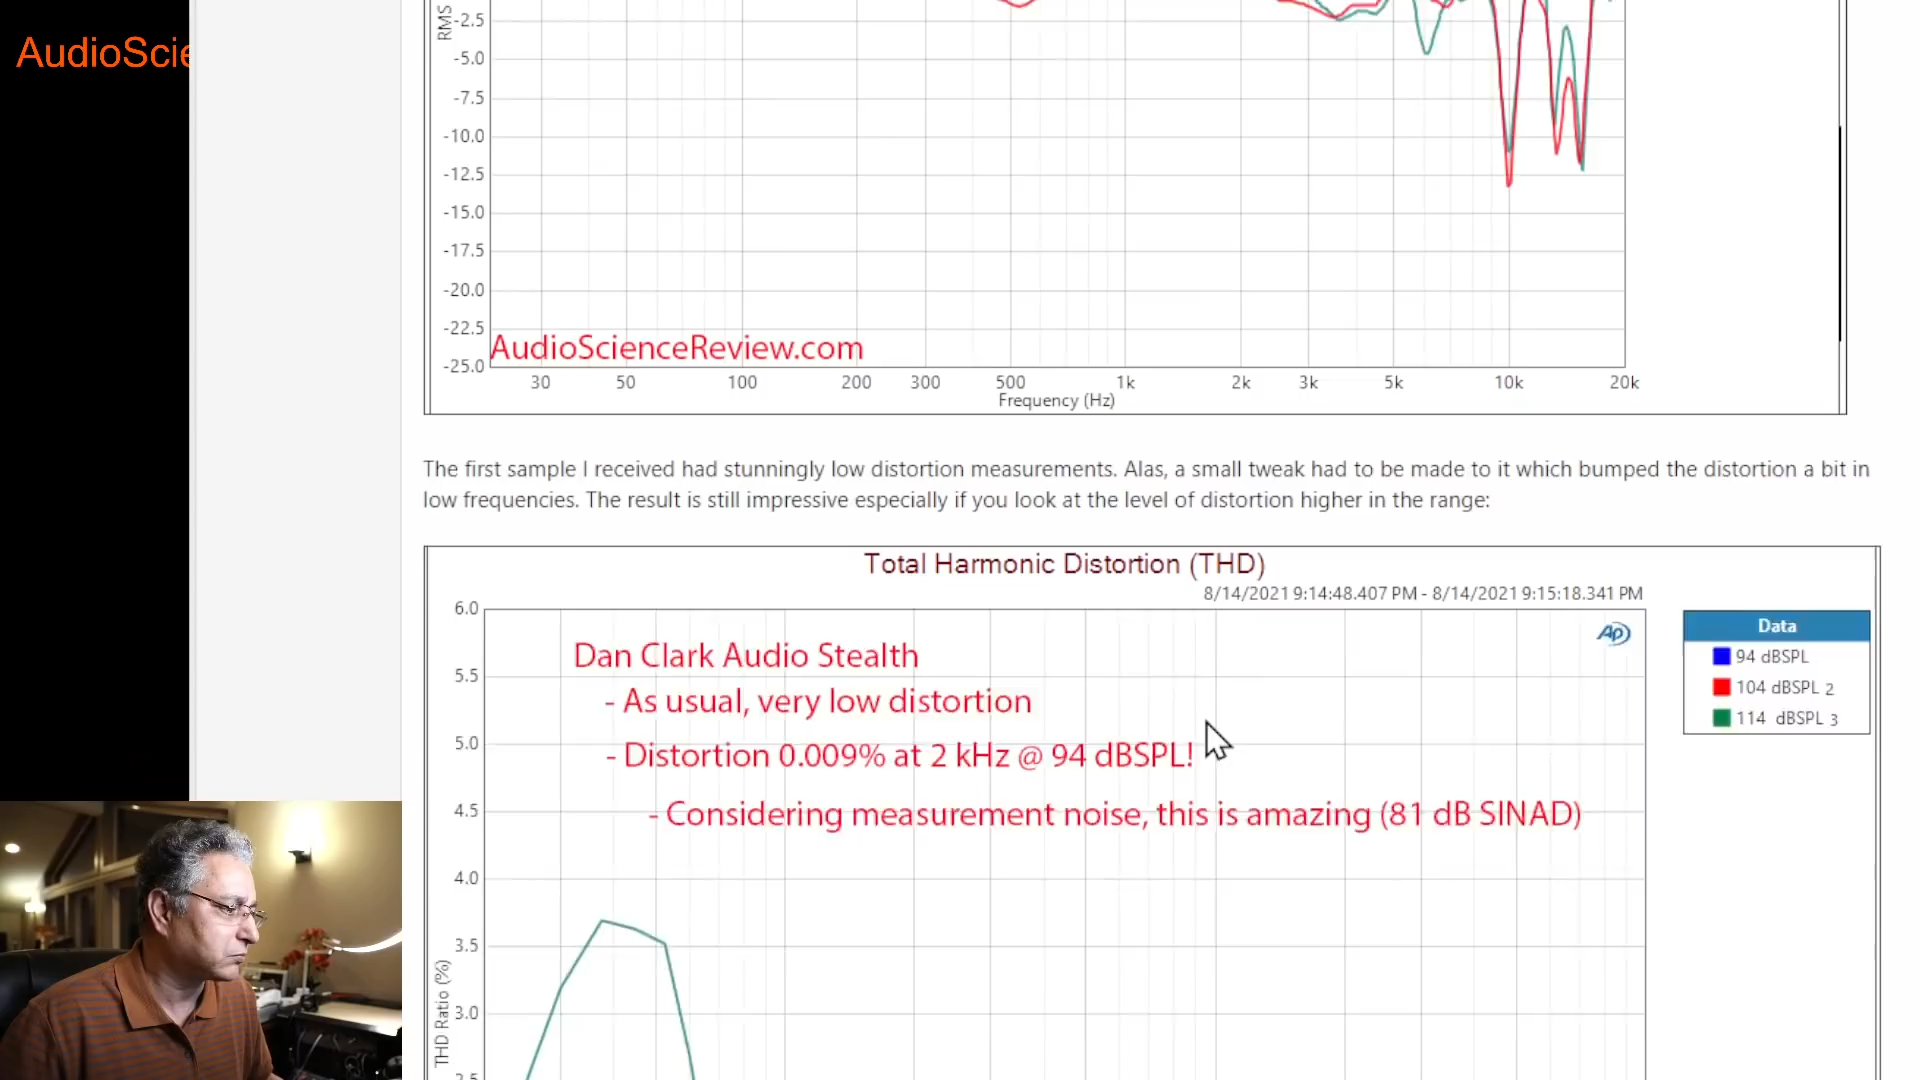 AudioScie
RMS
-2.5
-5.0
-7.5
-10.0
-12.5
-15.0
-17.5
-20.0
-22.5
-25.0
AudioScienceReview.com
30 50 100 200 300 500 1k 2k 3k 5k 10k 20k
Frequency (Hz)
The first sample I received had stunningly low distortion measurements. Alas, a small tweak had to be made to it which bumped the distortion a bit in
low frequencies. The result is still impressive especially if you look at the level of distortion higher in the range:
Total Harmonic Distortion (THD)
8/14/2021 9:14:48.407 PM - 8/14/2021 9:15:18.341 PM
6.0
5.5
5.0
4.5
4.0
3.5
3.0
2.5
THD Ratio (%)
Dan Clark Audio Stealth
- As usual, very low distortion
- Distortion 0.009% at 2 kHz @ 94 dBSPL!
- Considering measurement noise, this is amazing (81 dB SINAD)
AP
Data
94 dBSPL
104 dBSPL 2
114 dBSPL 3